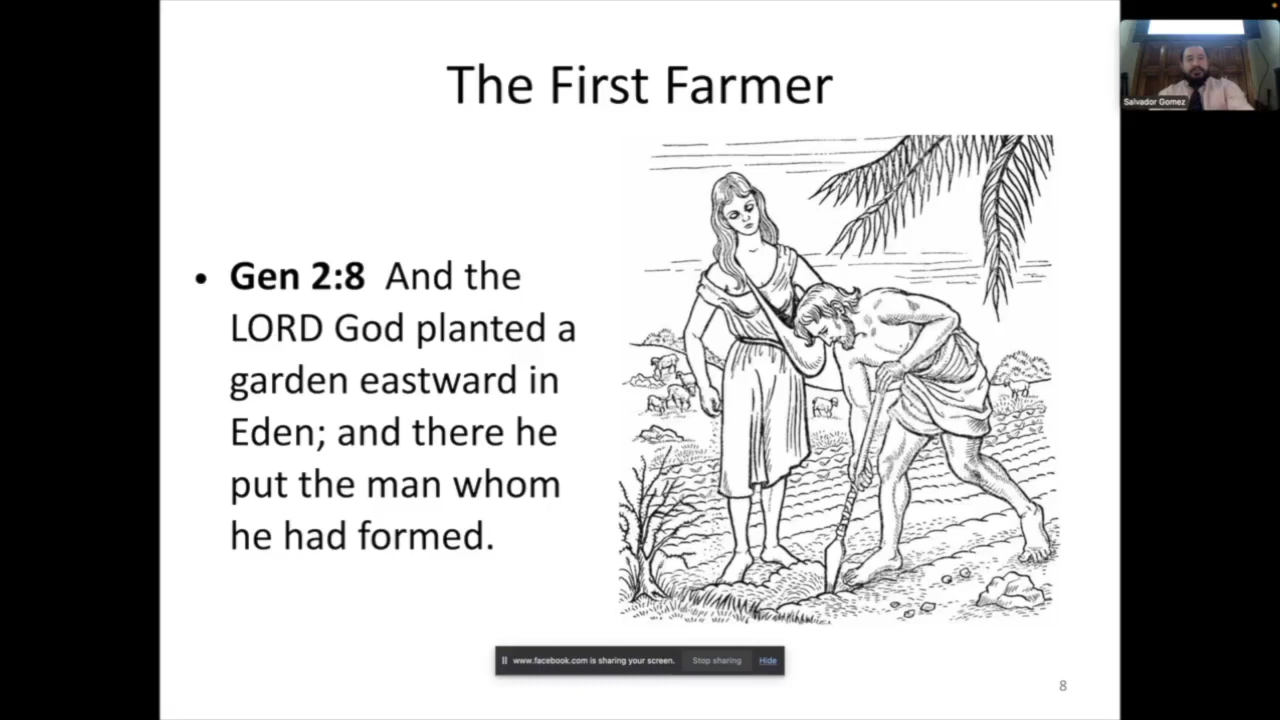 The First Farmer
Salvador Gomez
• Gen 2:8 And the
LORD God planted a
garden eastward in
Eden; and there he
put the man whom
he had formed.
www.facebook.com is sharing your screen. Stop sharing Hide
8